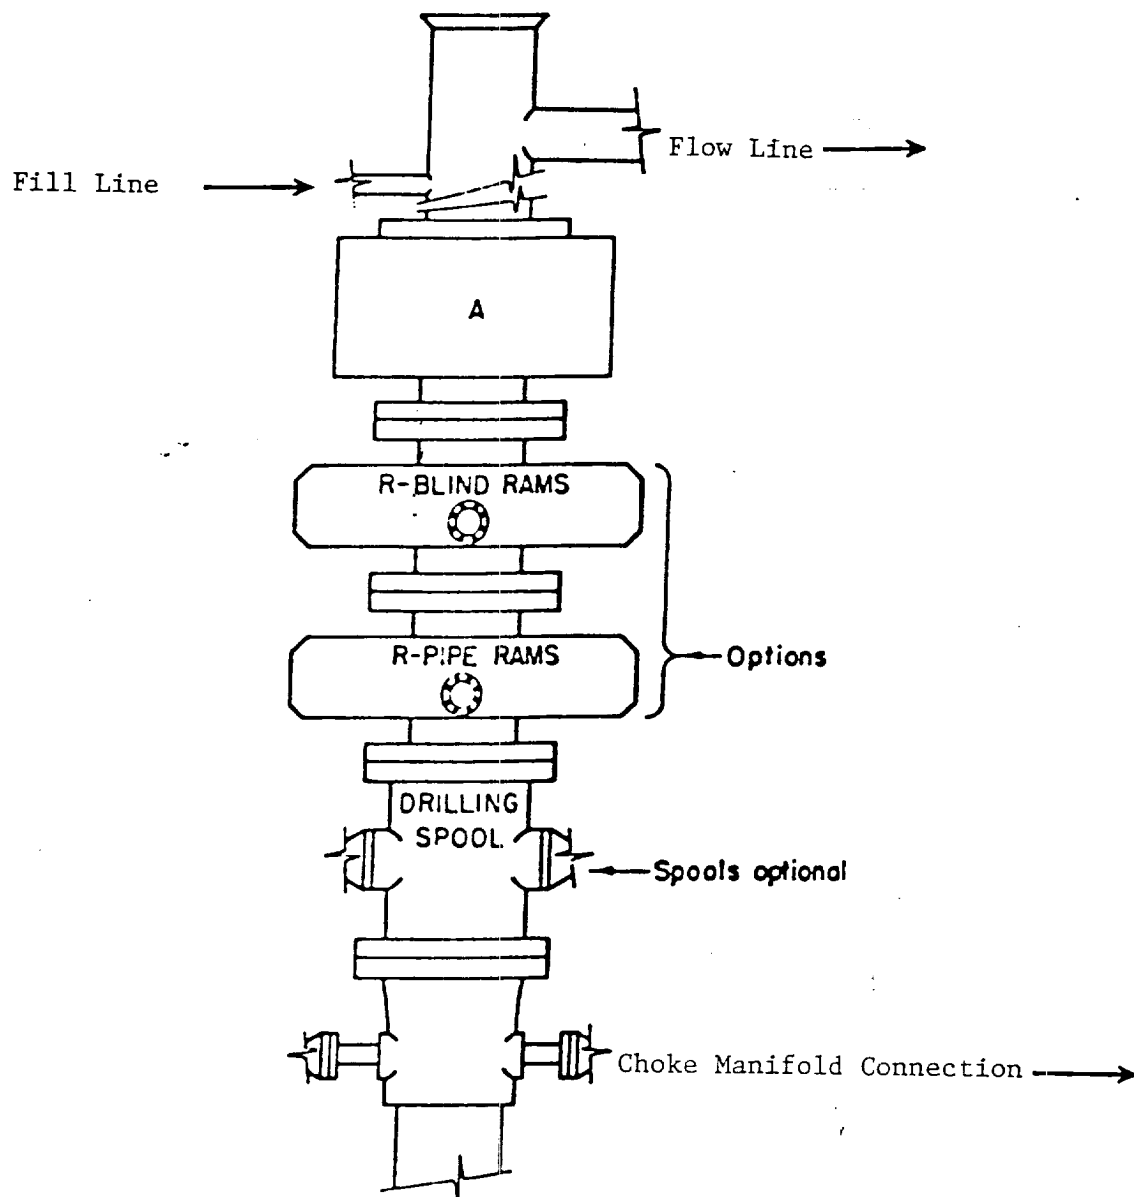 Flow Line
Fill Line
A
R-BLIND RAMS
R-PIPE RAMS
Options
DRILLING
SPOOL
Spools optional
Choke Manifold Connection